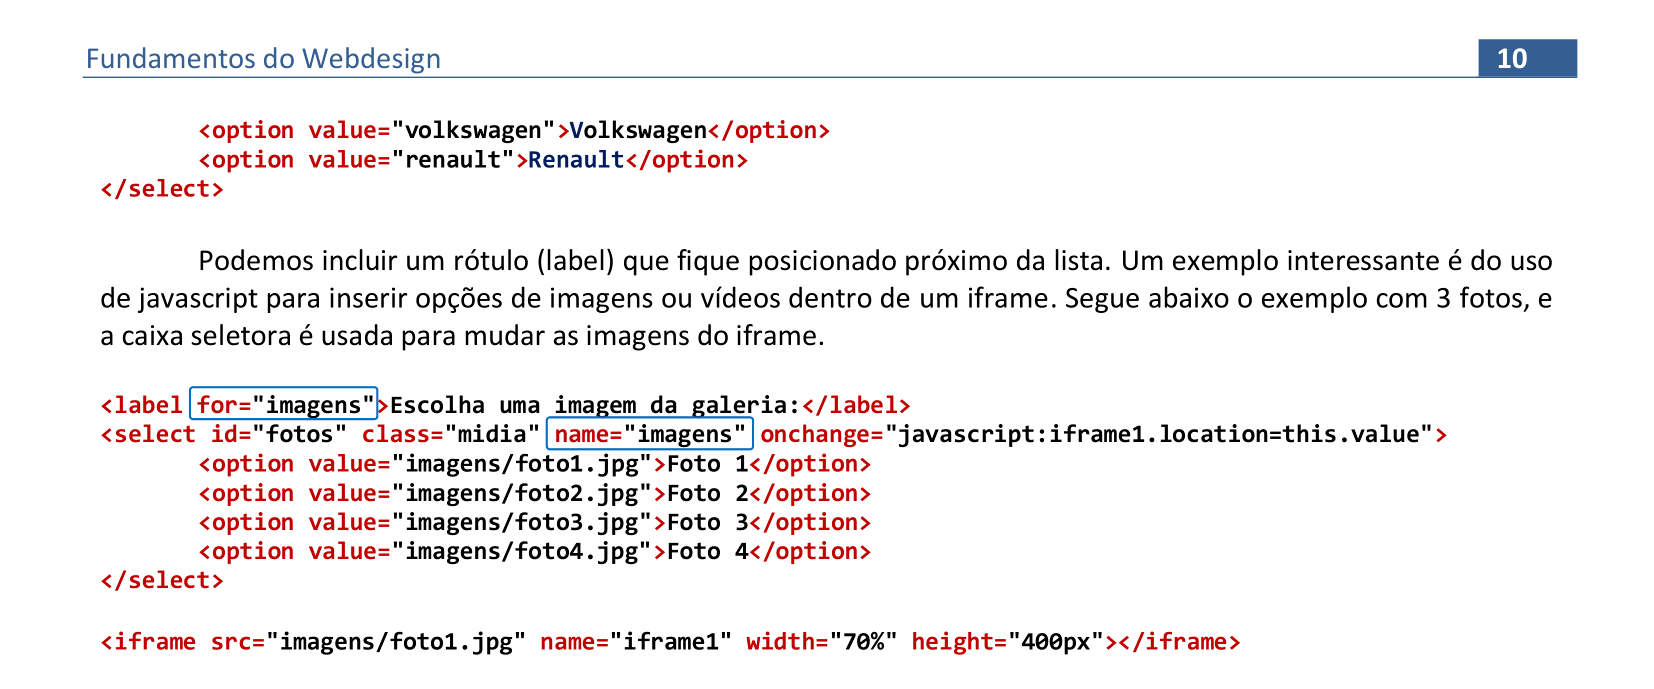 Fundamentos do Webdesign 10
<option value="volkswagen">Volkswagen</option>
<option value="renault">Renault</option>
</select>
Podemos incluir um rótulo (label) que fique posicionado próximo da lista. Um exemplo interessante é do uso
de javascript para inserir opções de imagens ou vídeos dentro de um iframe. Segue abaixo o exemplo com 3 fotos, e
a caixa seletora é usada para mudar as imagens do iframe.
<label for="imagens">Escolha uma imagem da galeria:</label>
<select id="fotos" class="midia" name="imagens" onchange="javascript:iframe1.location=this.value">
<option value="imagens/foto1.jpg">Foto 1</option>
<option value="imagens/foto2.jpg">Foto 2</option>
<option value="imagens/foto3.jpg">Foto 3</option>
<option value="imagens/foto4.jpg">Foto 4</option>
</select>
<iframe src="imagens/foto1.jpg" name="iframe1" width="70%" height="400px"></iframe>